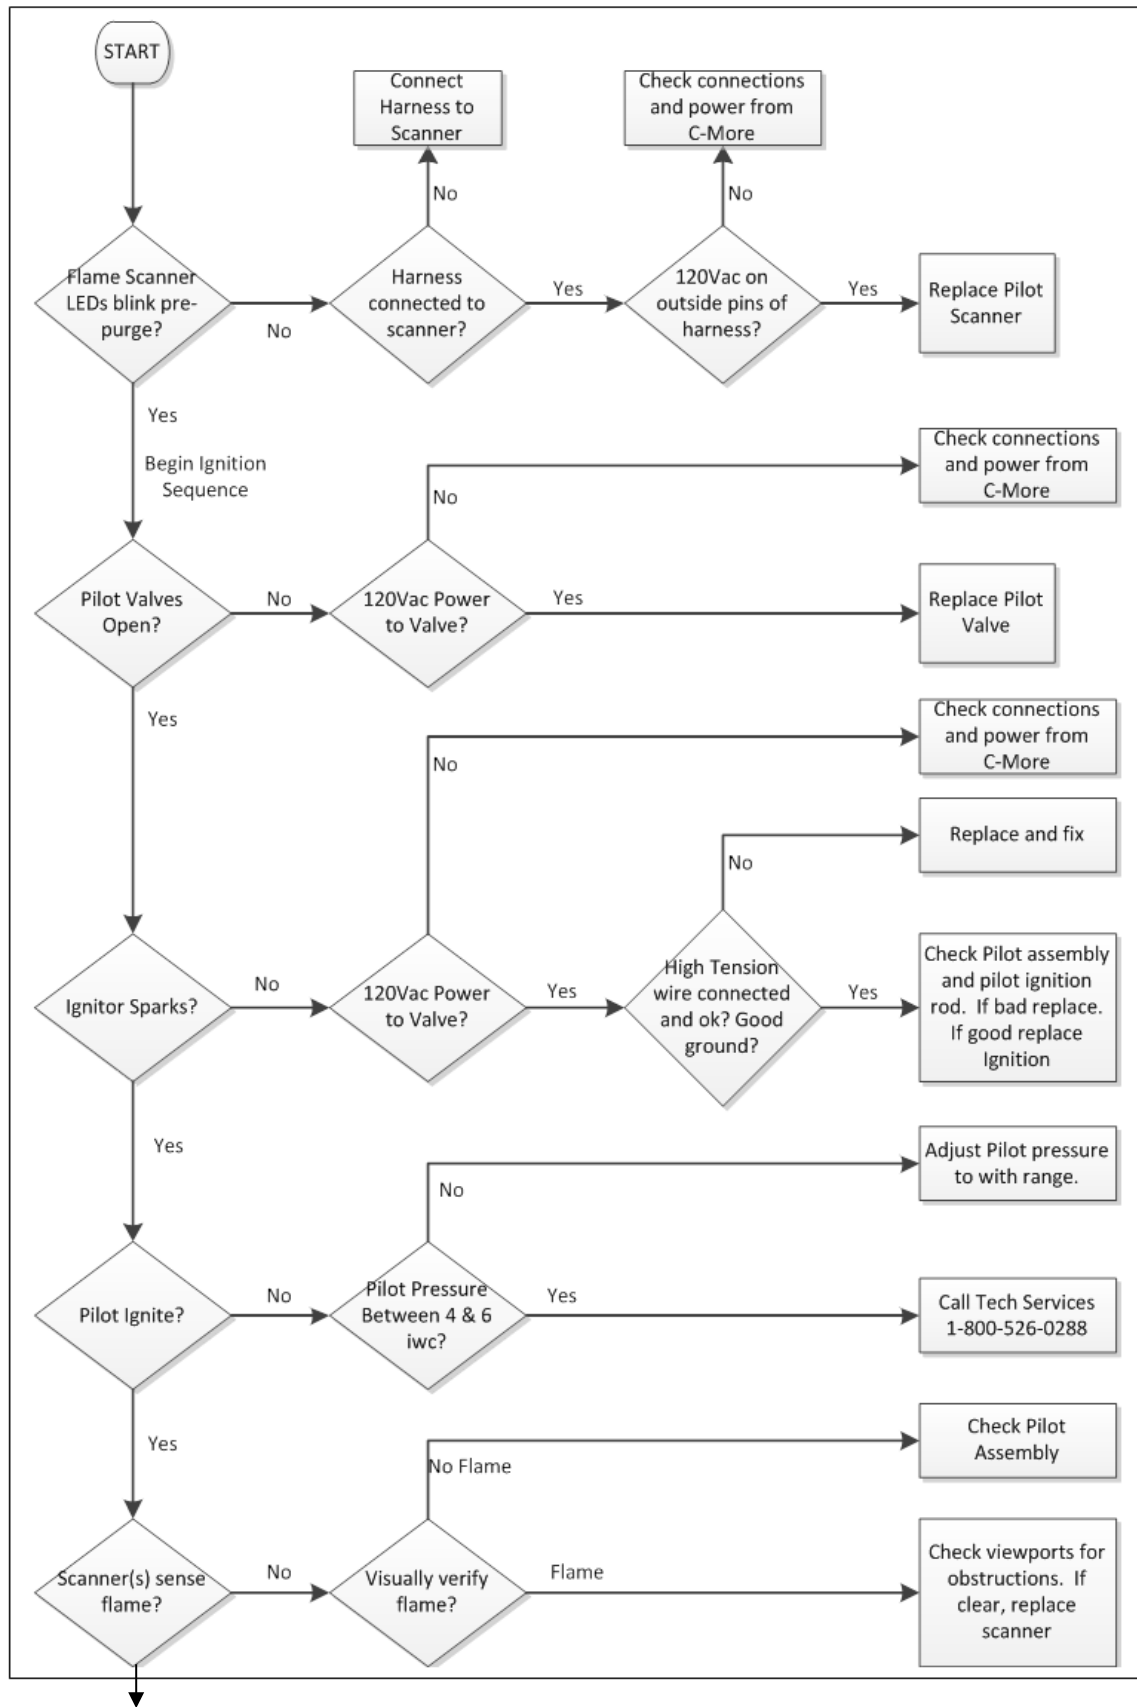 START
Connect
Harness to
Scanner
Check connections
and power from
C-More
No
No
Flame Scanner
LEDs blink pre-
purge?
No
Harness
connected to
scanner?
Yes
120Vac on
outside pins of
harness?
Yes
Replace Pilot
Scanner
Yes
Begin Ignition
Sequence
Check connections
and power from
C-More
No
Pilot Valves
Open?
No
120Vac Power
to Valve?
Yes
Replace Pilot
Valve
Yes
Check connections
and power from
C-More
No
Replace and fix
No
Ignitor Sparks?
No
120Vac Power
to Valve?
Yes
High Tension
wire connected
and ok? Good
ground?
Yes
Check Pilot assembly
and pilot ignition
rod. If bad replace.
If good replace
Ignition
Yes
Adjust Pilot pressure
to with range.
No
Pilot Ignite?
No
Pilot Pressure
Between 4 & 6
iwc?
Yes
Call Tech Services
1-800-526-0288
Yes
Check Pilot
Assembly
No Flame
Scanner(s) sense
flame?
No
Visually verify
flame?
Flame
Check viewports for
obstructions. If
clear, replace
scanner